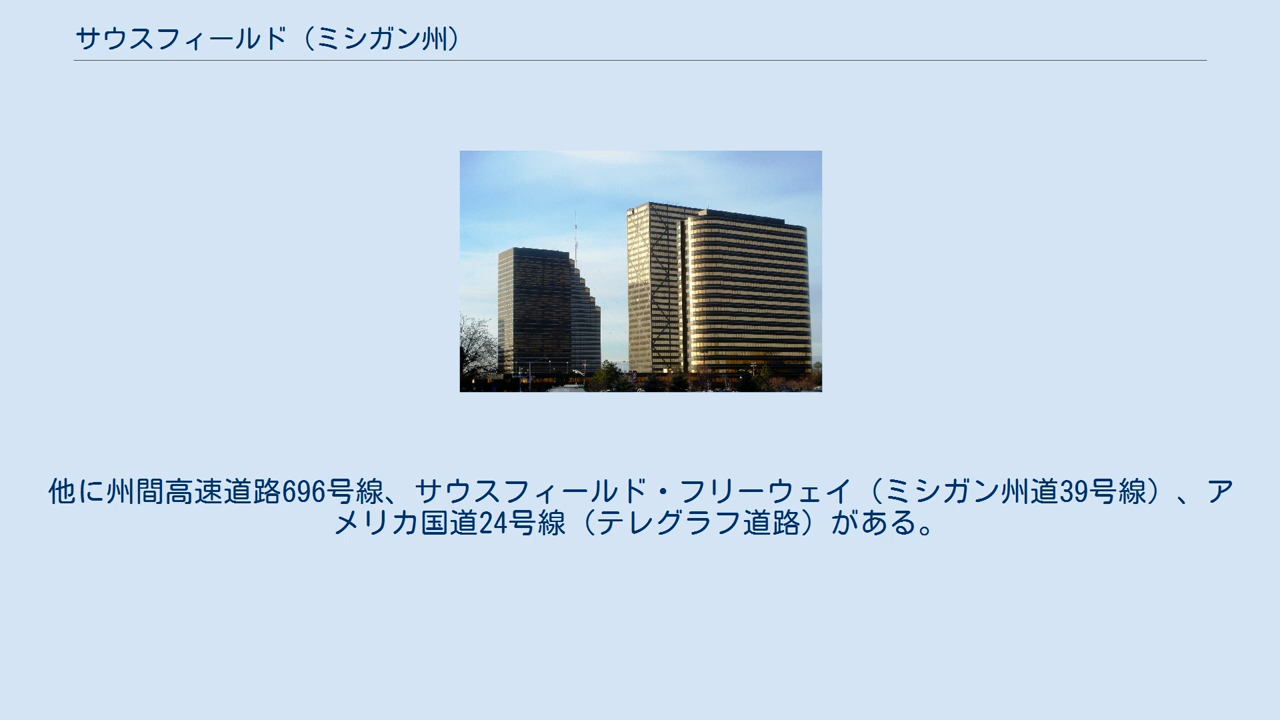 サウスフィールド（ミシガン州）
他に州間高速道路696号線、サウスフィールド・フリーウェイ（ミシガン州道39号線）、ア
メリカ国道24号線（テレグラフ道路）がある。